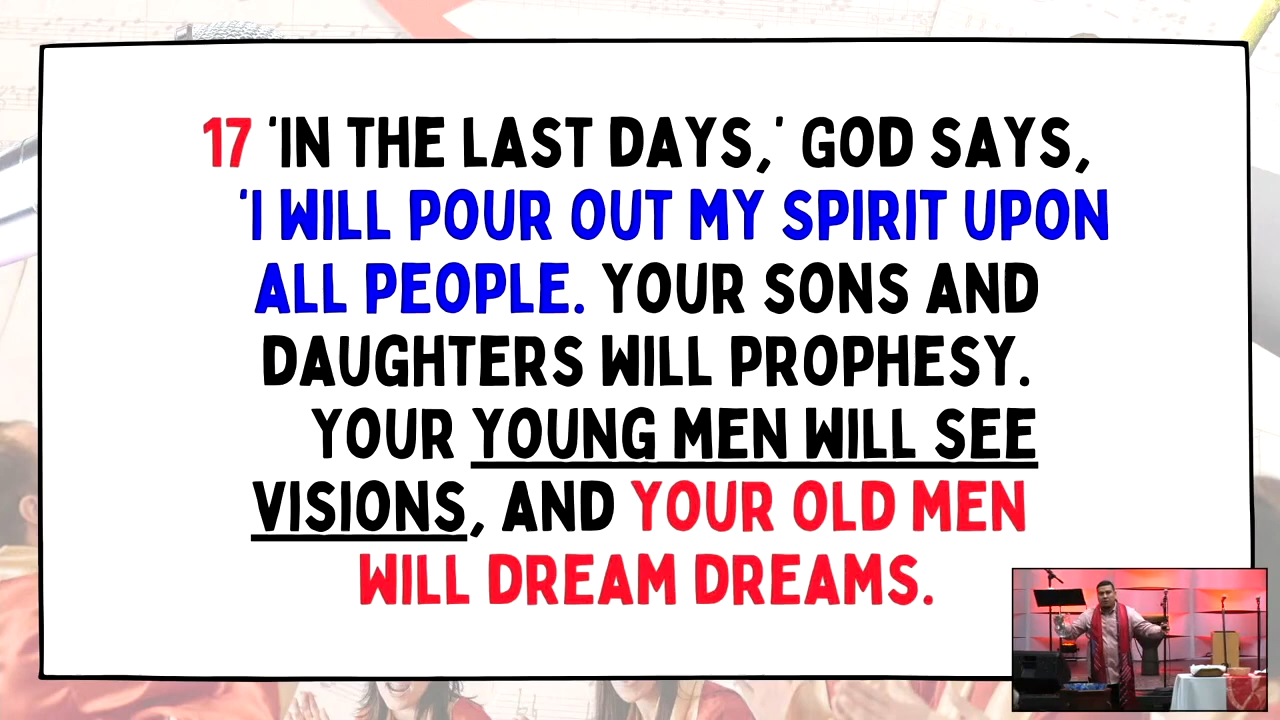 17 'IN THE LAST DAYS,' GOD SAYS,
'I WILL POUR OUT MY SPIRIT UPON
ALL PEOPLE. YOUR SONS AND
DAUGHTERS WILL PROPHESY.
YOUR YOUNG MEN WILL SEE
VISIONS, AND YOUR OLD MEN
WILL DREAM DREAMS.